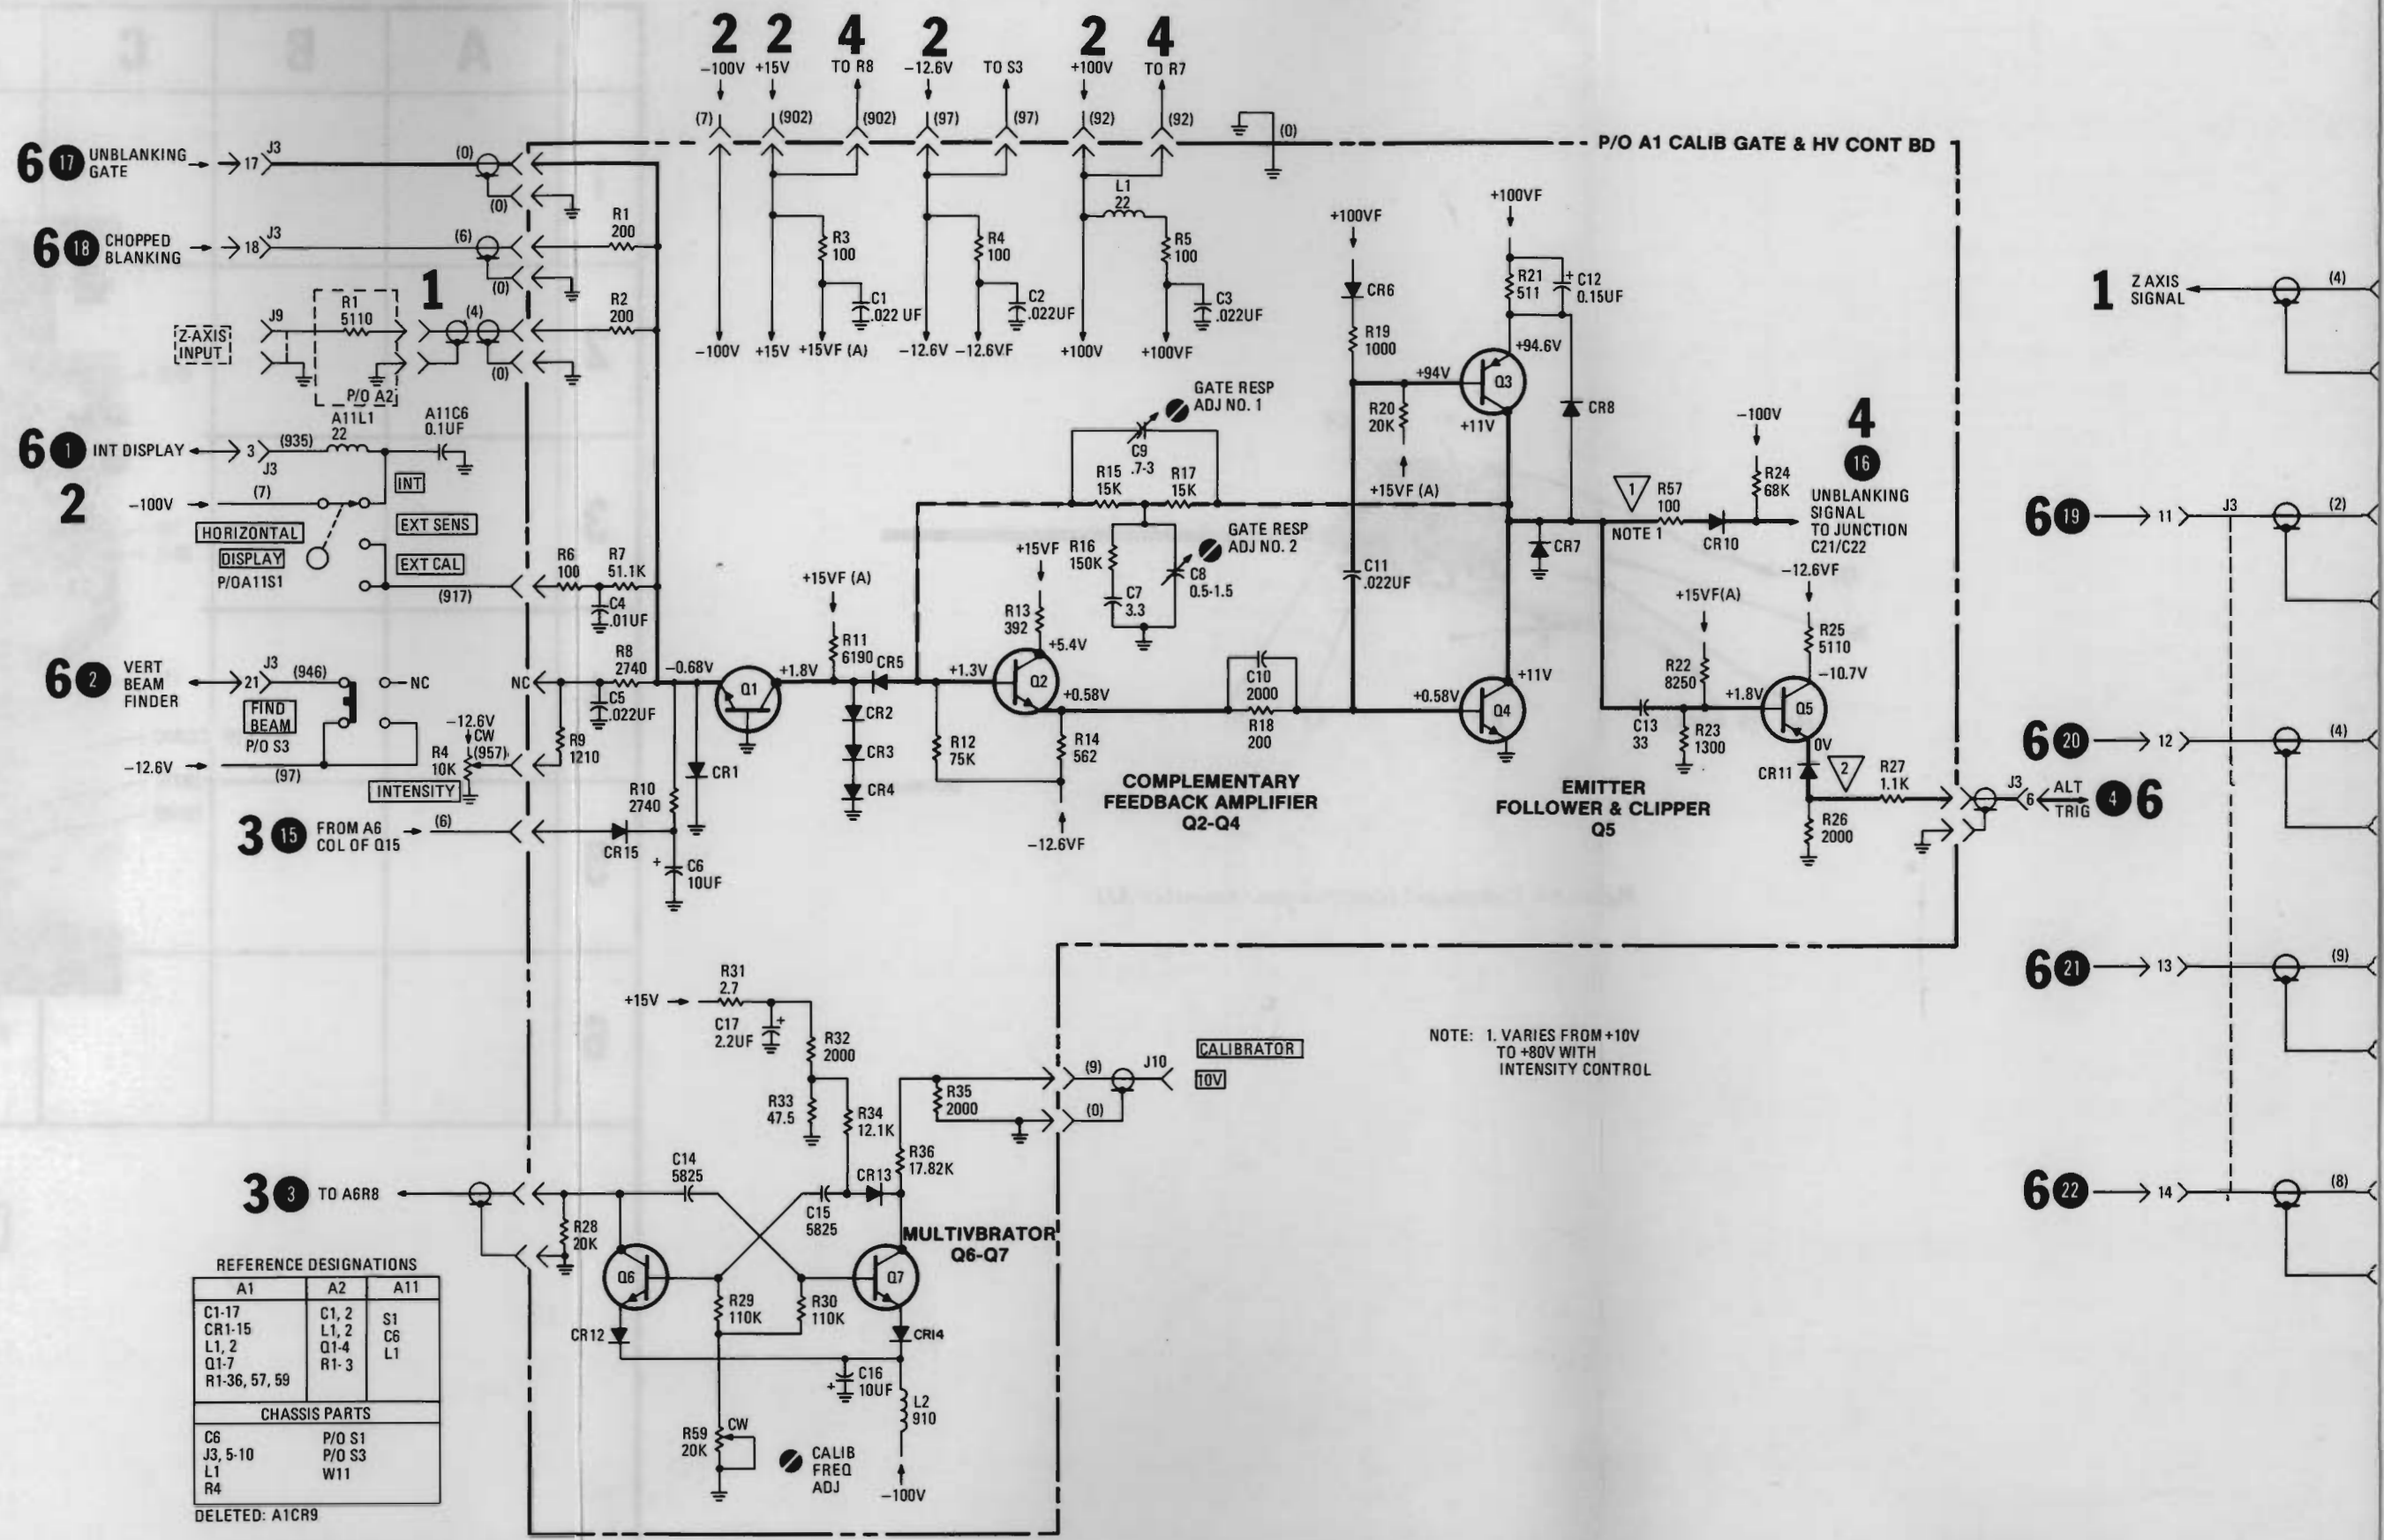 2 2 4 2 2 4
-100V +15V TO R8 -12.6V TO S3 +100V TO R7
(7) (902) (902) (97) (97) (92) (92) (0)
P/O A1 CALIB GATE & HV CONT BD
6 17 UNBLANKING
GATE
17 J3 (0)
(0)
6 18 CHOPPED
BLANKING
18 J3 (6)
(0)
R1
200
R2
200
Z-AXIS
INPUT
J9
R1
5110
P/O A2
1
(4)
(0)
6 1 INT DISPLAY 3 (935)
J3
A11L1
22
A11C6
0.1UF
2 -100V (7)
INT
EXT SENS
EXT CAL
HORIZONTAL
DISPLAY
P/OA11S1
(917)
R6
100
R7
51.1K
C4
.01UF
6 2 VERT
BEAM
FINDER
21 J3 (946)
NC
NC
FIND
BEAM
P/O S3
-12.6V (97)
-12.6V
CW
(957)
R4
10K
INTENSITY
R8
2740
C5
.022UF
R9
1210
R10
2740
3 15 FROM A6
COL OF Q15
(6)
CR15
C6
10UF
+
CR1
-0.68V
Q1
+1.8V
+15VF (A)
R11
6190
CR5
CR2
CR3
CR4
R3
100
C1
.022 UF
R4
100
C2
.022UF
L1
22
R5
100
C3
.022UF
-100V +15V +15VF (A) -12.6V -12.6VF +100V +100VF
GATE RESP
ADJ NO. 1
C9
.7-3
R15
15K
R17
15K
GATE RESP
ADJ NO. 2
R16
150K
C8
0.5-1.5
C7
3.3
+15VF
R13
392
+5.4V
+1.3V
Q2
+0.58V
R12
75K
R14
562
-12.6VF
C10
2000
R18
200
COMPLEMENTARY
FEEDBACK AMPLIFIER
Q2-Q4
+100VF
CR6
R19
1000
+94V
R20
20K
+15VF (A)
C11
.022UF
+100VF
R21
511
+ C12
0.15UF
+94.6V
Q3
+11V
CR8
CR7
+11V
+0.58V
Q4
1
NOTE 1
R57
100
CR10
-100V
R24
68K
4
16
UNBLANKING
SIGNAL
TO JUNCTION
C21/C22
-12.6VF
R25
5110
-10.7V
+15VF(A)
R22
8250
+1.8V
Q5
0V
C13
33
R23
1300
CR11
2
R27
1.1K
R26
2000
J3
6 ALT
TRIG
4 6
EMITTER
FOLLOWER & CLIPPER
Q5
1 Z AXIS
SIGNAL
(4)
6 19 11 J3 (2)
6 20 12 (4)
6 21 13 (9)
6 22 14 (8)
+15V
R31
2.7
C17
2.2UF
+
R32
2000
R33
47.5
R34
12.1K
R35
2000
R36
17.82K
(9) J10
(0)
CALIBRATOR
10V
NOTE: 1. VARIES FROM +10V
TO +80V WITH
INTENSITY CONTROL
3 3 TO A6R8
R28
20K
C14
5825
C15
5825
CR13
MULTIVBRATOR
Q6-Q7
Q6
Q7
R29
110K
R30
110K
CR12
CR14
C16
10UF
+
L2
910
-100V
R59
20K
CW
CALIB
FREQ
ADJ
REFERENCE DESIGNATIONS
A1 A2 A11
C1-17 C1, 2 S1
CR1-15 L1, 2 C6
L1, 2 Q1-4 L1
Q1-7 R1-3
R1-36, 57, 59
CHASSIS PARTS
C6 P/O S1
J3, 5-10 P/O S3
L1 W11
R4
DELETED: A1CR9